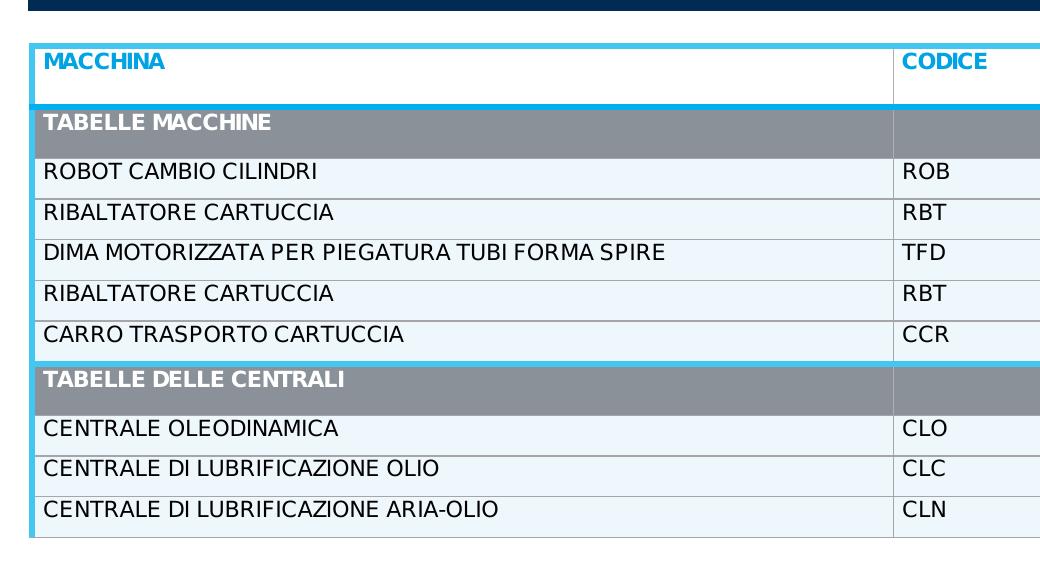 MACCHINA CODICE
TABELLE MACCHINE
ROBOT CAMBIO CILINDRI ROB
RIBALTATORE CARTUCCIA RBT
DIMA MOTORIZZATA PER PIEGATURA TUBI FORMA SPIRE TFD
RIBALTATORE CARTUCCIA RBT
CARRO TRASPORTO CARTUCCIA CCR
TABELLE DELLE CENTRALI
CENTRALE OLEODINAMICA CLO
CENTRALE DI LUBRIFICAZIONE OLIO CLC
CENTRALE DI LUBRIFICAZIONE ARIA-OLIO CLN